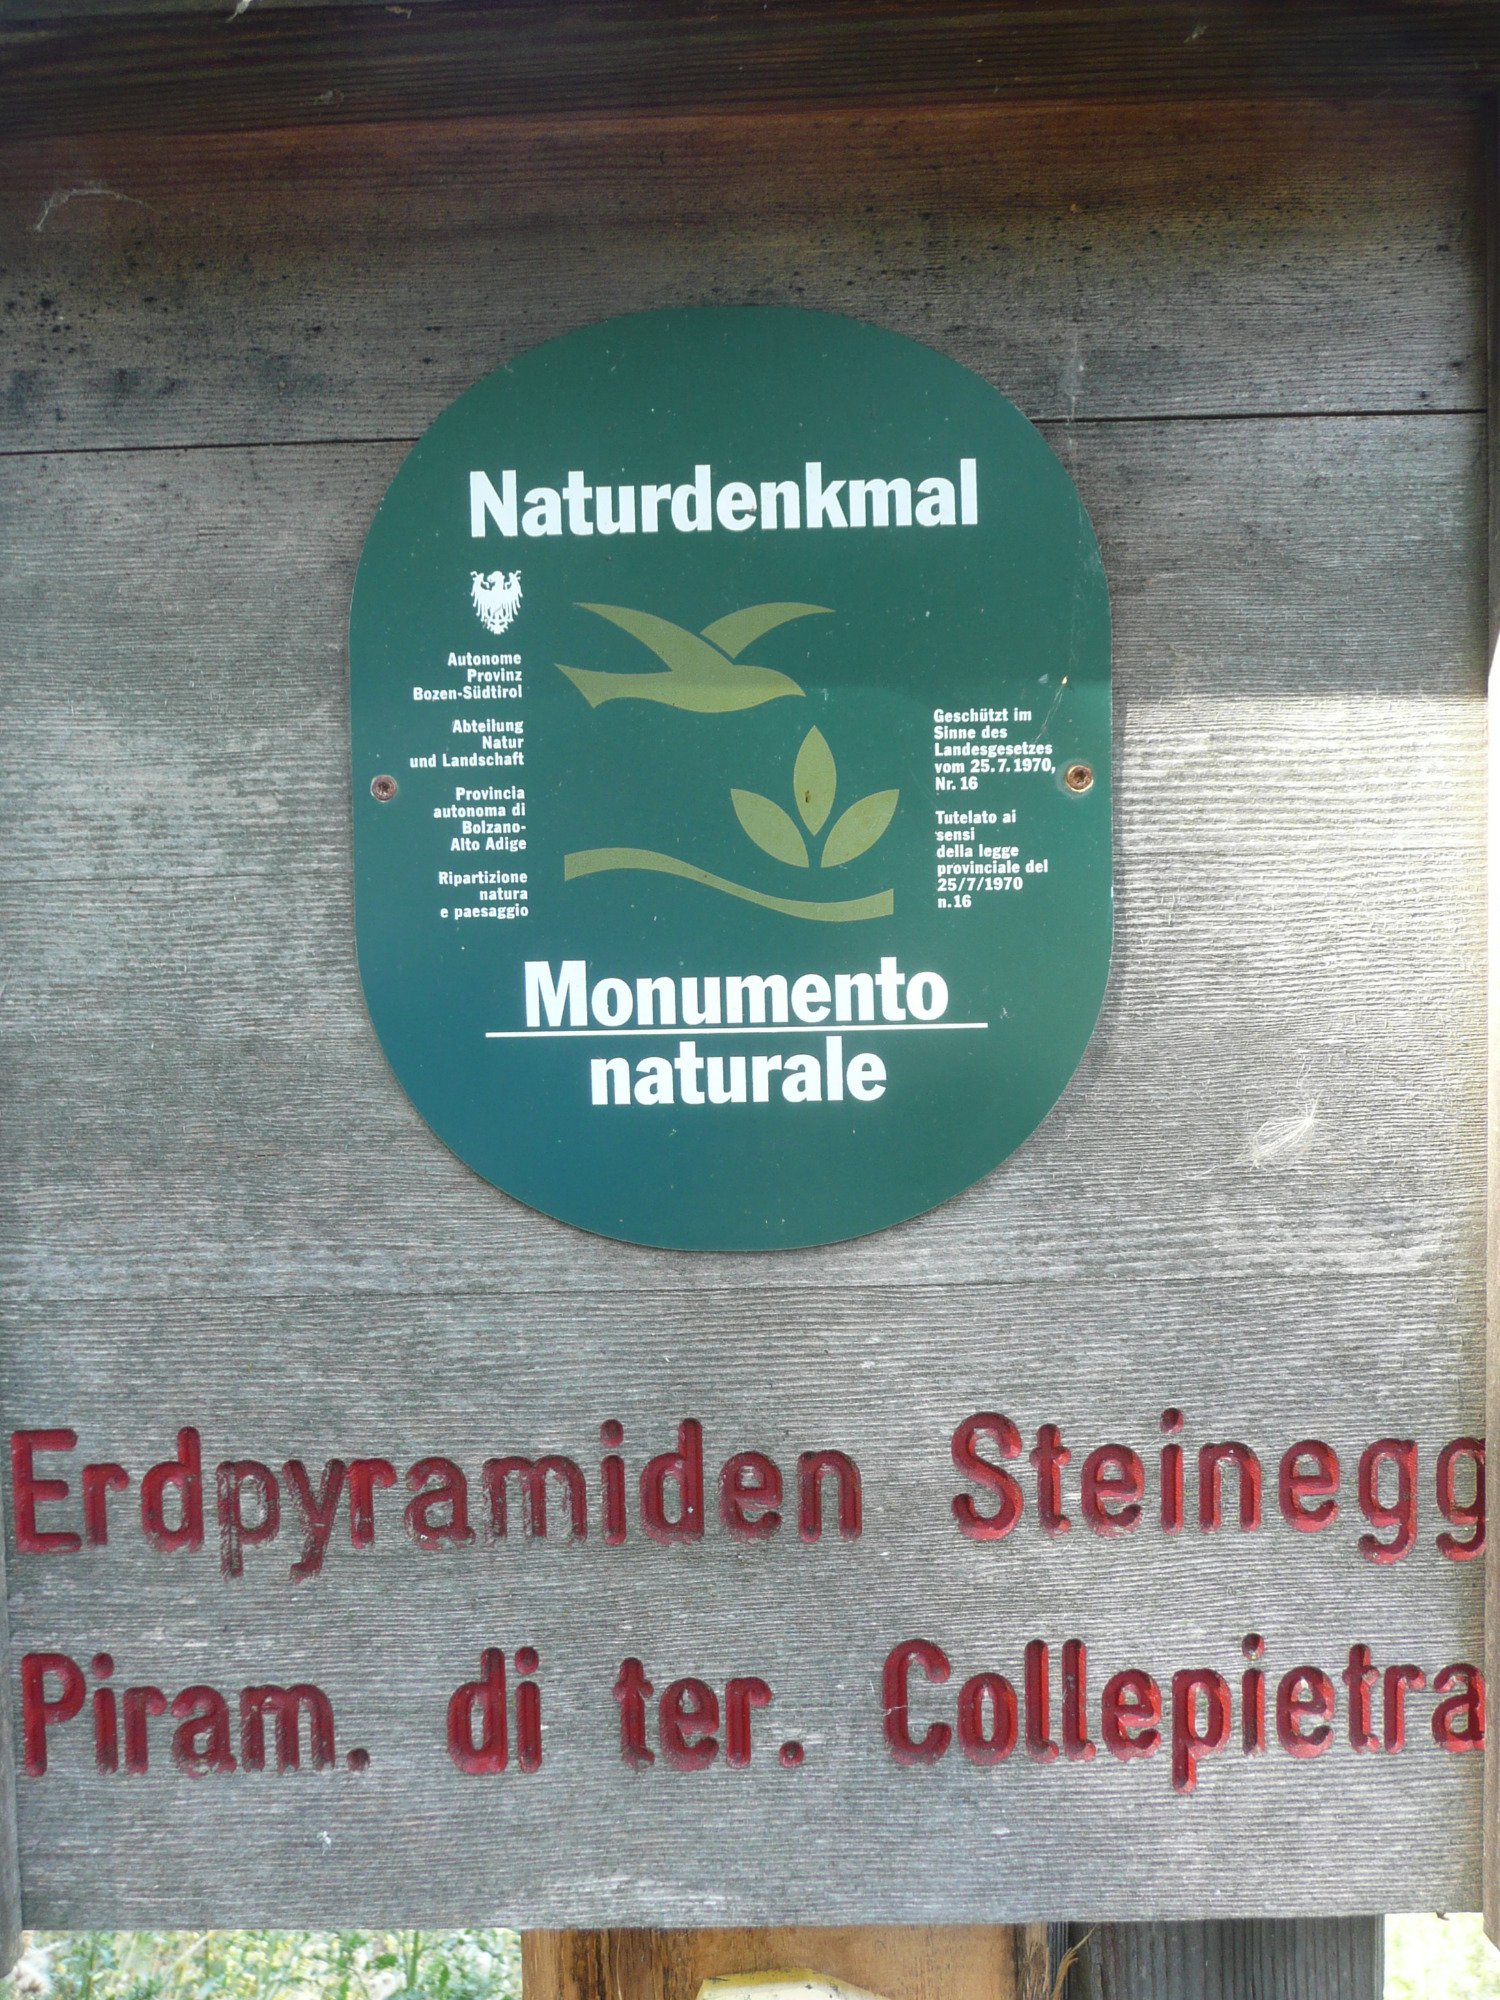 Naturdenkmal
Autonome
Provinz
Bozen-Südtirol
Abteilung
Natur
und Landschaft
Provincia
autonoma di
Bolzano-
Alto Adige
Ripartizione
natura
e paesaggio
Geschützt im
Sinne des
Landesgesetzes
vom 25.7.1970,
Nr. 16
Tutelato ai
sensi
della legge
provinciale del
25/7/1970
n.16
Monumento
naturale
Erdpyramiden Steinegg
Piram. di ter. Collepietra